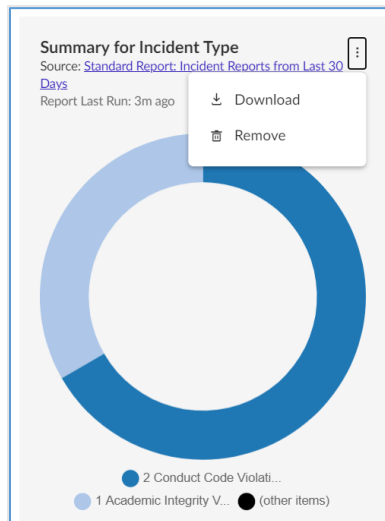 Summary for Incident Type
Source: Standard Report: Incident Reports from Last 30
Days
Report Last Run: 3m ago
Download
Remove
2 Conduct Code Violati...
1 Academic Integrity V... (other items)